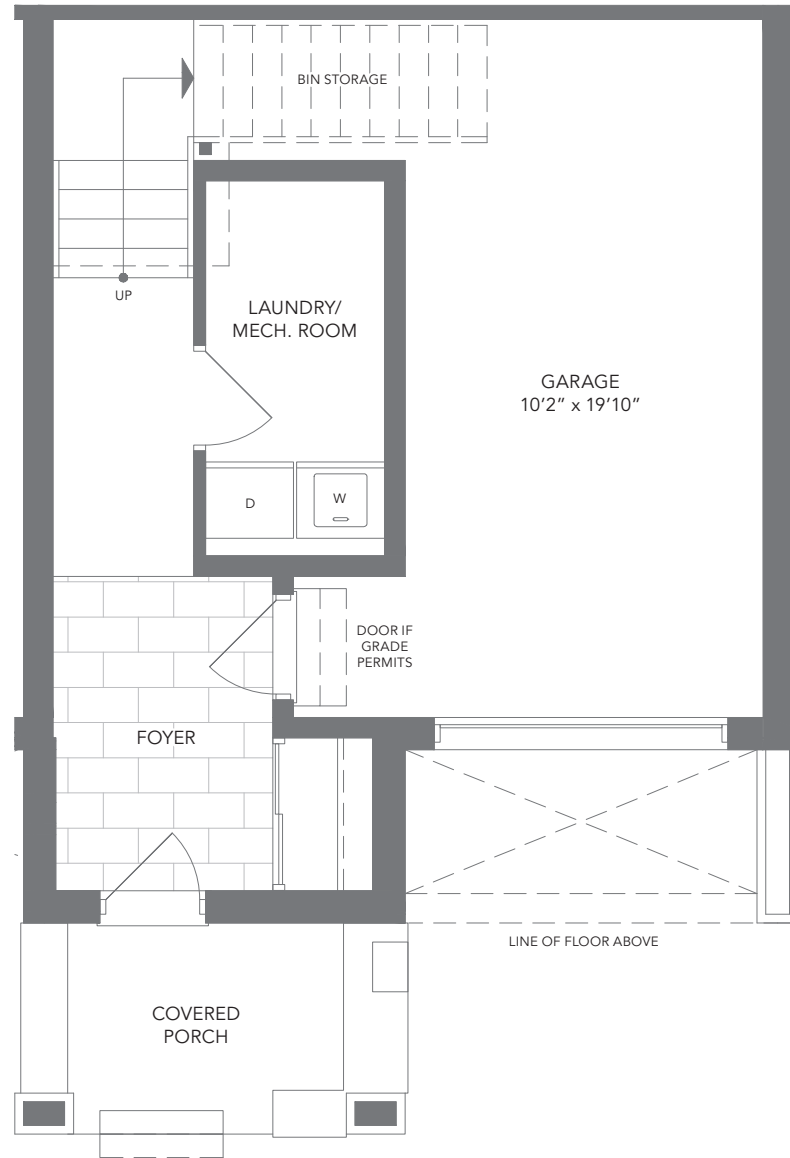 BIN STORAGE
UP
LAUNDRY/
MECH. ROOM
GARAGE
10’2” x 19’10”
D
W
DOOR IF
GRADE
PERMITS
FOYER
LINE OF FLOOR ABOVE
COVERED
PORCH